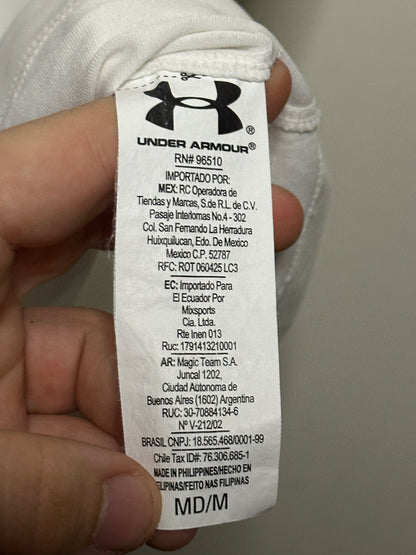 UNDER ARMOUR®
RN# 96510
IMPORTADO POR:
MEX: RC Operadora de
Tiendas y Marcas, S.de R.L. de C.V.
Pasaje Interlomas No.4 - 302
Col. San Fernando La Herradura
Huixquilucan, Edo. De Mexico
Mexico C.P. 52787
RFC: ROT 060425 LC3
EC: Importado Para
El Ecuador Por
Mixsports
Cia. Ltda.
Rte Inen 013
Ruc: 1791413210001
AR: Magic Team S.A.
Juncal 1202,
Ciudad Autónoma de
Buenos Aires (1602) Argentina
RUC: 30-70884134-6
Nº V-212/02
BRASIL CNPJ: 18.565.468/0001-99
Chile Tax ID#: 76.306.685-1
MADE IN PHILIPPINES/HECHO EN
FILIPINAS/FEITO NAS FILIPINAS
MD/M